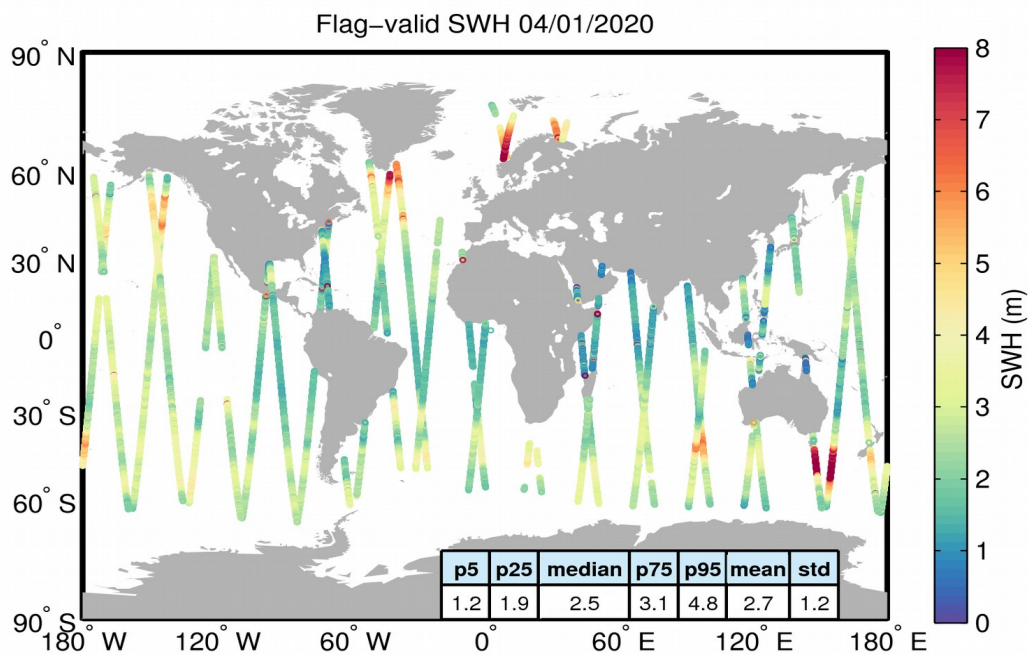 Flag−valid SWH 04/01/2020
90° N
60° N
30° N
0°
30° S
60° S
90° S
180° W
120° W
60° W
0°
60° E
120° E
180° E
p5 p25 median p75 p95 mean std
1.2 1.9 2.5 3.1 4.8 2.7 1.2
8
7
6
5
4
3
2
1
0
SWH (m)